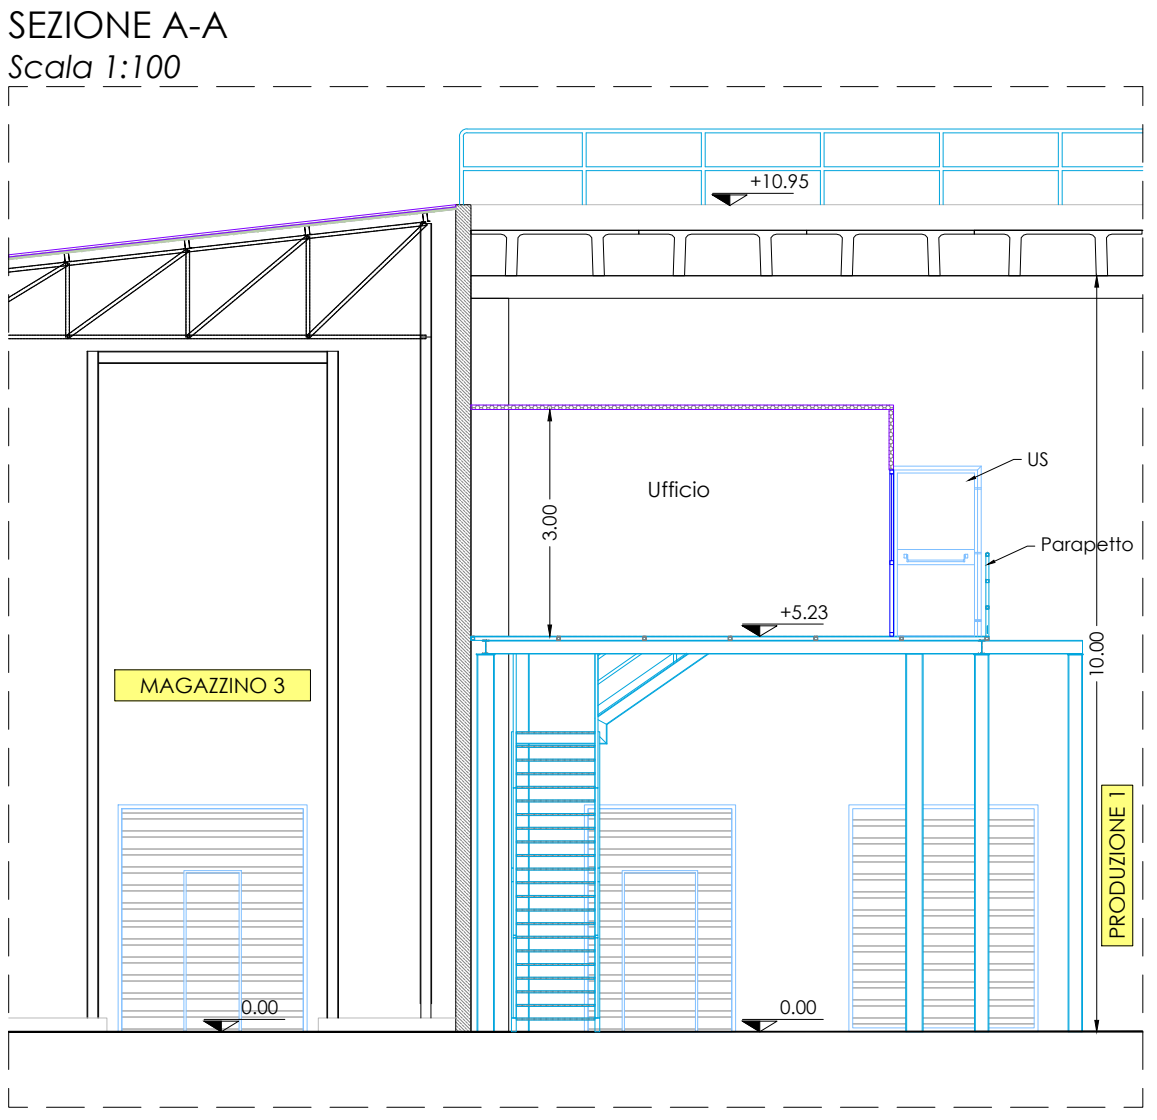 SEZIONE A-A
Scala 1:100
+10.95
US
Ufficio
3.00
Parapetto
+5.23
10.00
MAGAZZINO 3
PRODUZIONE 1
0.00
0.00